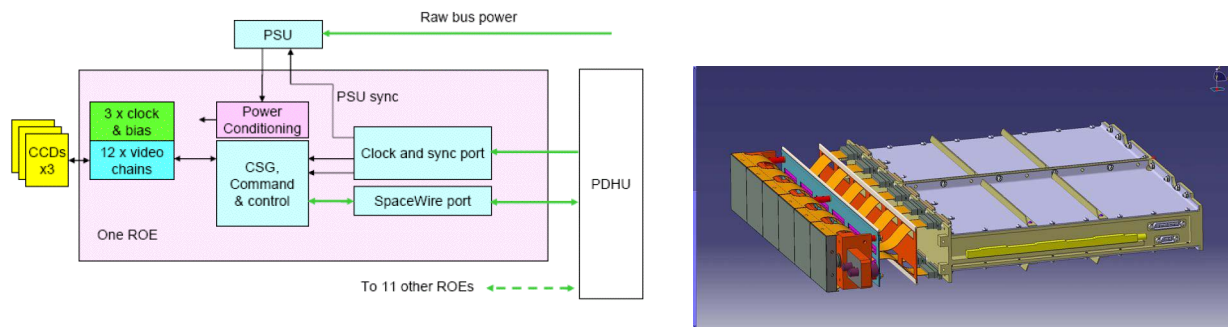 Raw bus power
PSU
PSU sync
3 x clock
& bias
Power
Conditioning
CCDs
x3
12 x video
chains
CSG,
Command
& control
Clock and sync port
SpaceWire port
PDHU
One ROE
To 11 other ROEs